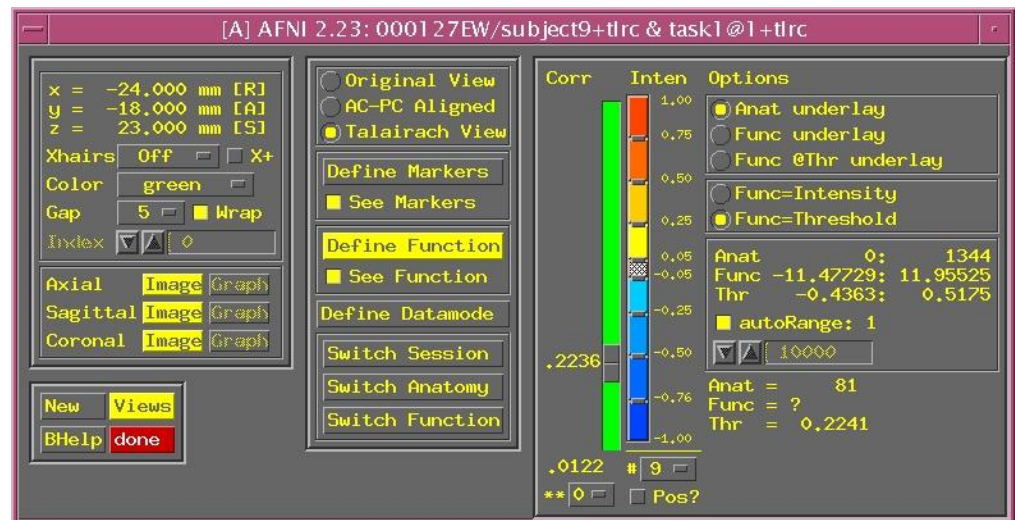 [A] AFNI 2.23: 000127EW/subject9+tlrc & task1@1+tlrc
x = -24.000 mm [R]
y = -18.000 mm [A]
z = 23.000 mm [S]
Xhairs Off X+
Color green
Gap 5 Wrap
Index 0
Axial Image Graph
Sagittal Image Graph
Coronal Image Graph
New Views
BHelp done
Original View
AC-PC Aligned
Talairach View
Define Markers
See Markers
Define Function
See Function
Define Datamode
Switch Session
Switch Anatomy
Switch Function
Corr
.2236
.0122
** 0
Inten
1.00
0.75
0.50
0.25
0.05
-0.05
-0.25
-0.50
-0.76
-1.00
# 9
Pos?
Options
Anat underlay
Func underlay
Func @Thr underlay
Func=Intensity
Func=Threshold
Anat 0: 1344
Func -11.47729: 11.95525
Thr -0.4363: 0.5175
autoRange: 1
10000
Anat = 81
Func = ?
Thr = 0.2241